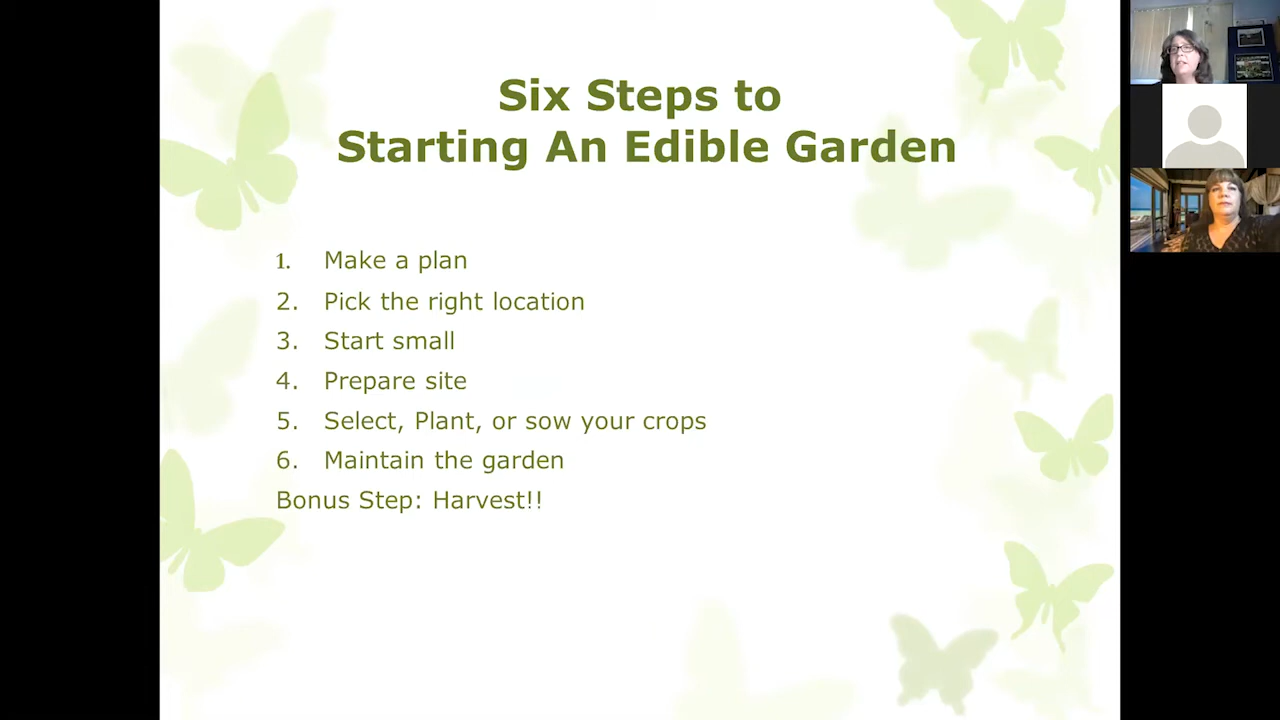 Six Steps to
Starting An Edible Garden
1. Make a plan
2. Pick the right location
3. Start small
4. Prepare site
5. Select, Plant, or sow your crops
6. Maintain the garden
Bonus Step: Harvest!!